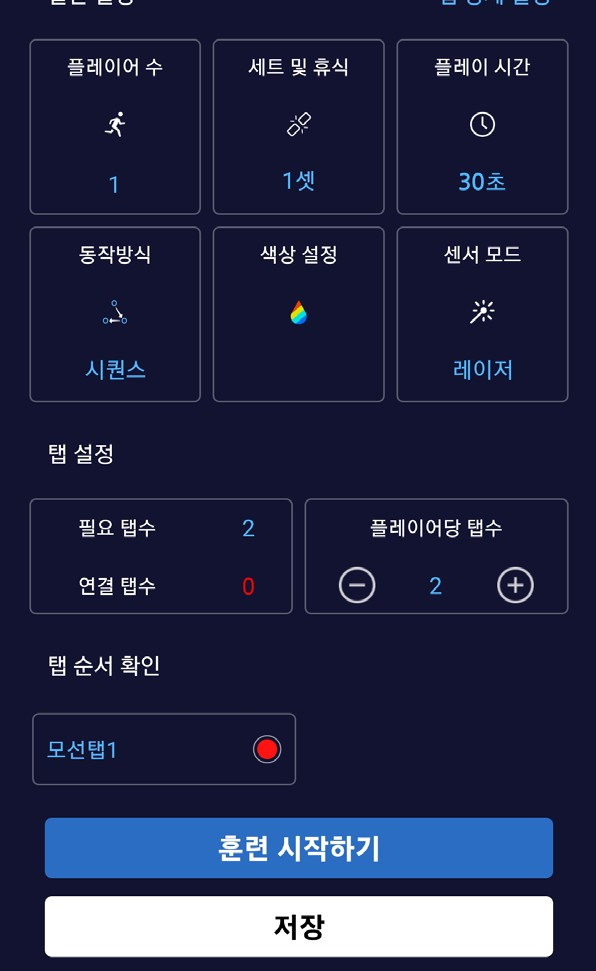 플레이어 수
세트 및 휴식
플레이 시간
1
1셋
30초
동작방식
색상 설정
센서 모드
시퀀스
레이저
탭 설정
필요 탭수 2
플레이어당 탭수
연결 탭수 0
2
탭 순서 확인
모선탭1
훈련 시작하기
저장